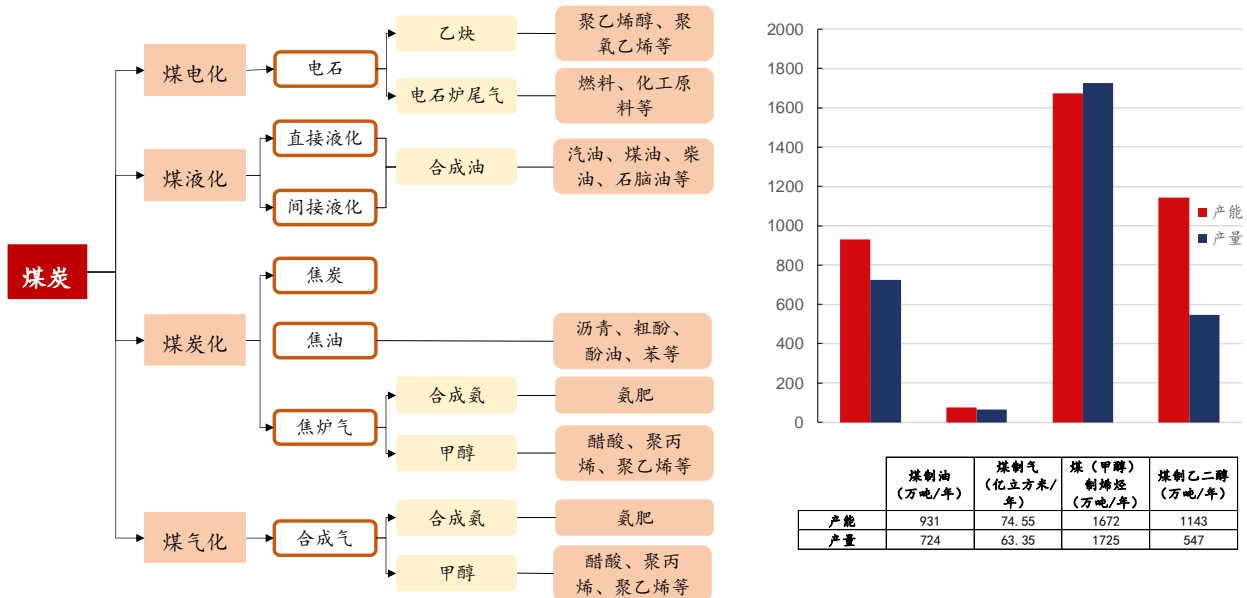 煤炭
煤电化
电石
乙炔
聚乙烯醇、聚
氧乙烯等
电石炉尾气
燃料、化工原
料等
煤液化
直接液化
间接液化
合成油
汽油、煤油、柴
油、石脑油等
煤炭化
焦炭
焦油
沥青、粗酚、
酚油、苯等
焦炉气
合成氨
氨肥
甲醇
醋酸、聚丙
烯、聚乙烯等
煤气化
合成气
合成氨
氨肥
甲醇
醋酸、聚丙
烯、聚乙烯等
2000
1800
1600
1400
1200
1000
800
600
400
200
0
产能
产量
煤制油
(万吨/年)
煤制气
(亿立方米/
年)
煤(甲醇)
制烯烃
(万吨/年)
煤制乙二醇
(万吨/年)
产能 931 74.55 1672 1143
产量 724 63.35 1725 547